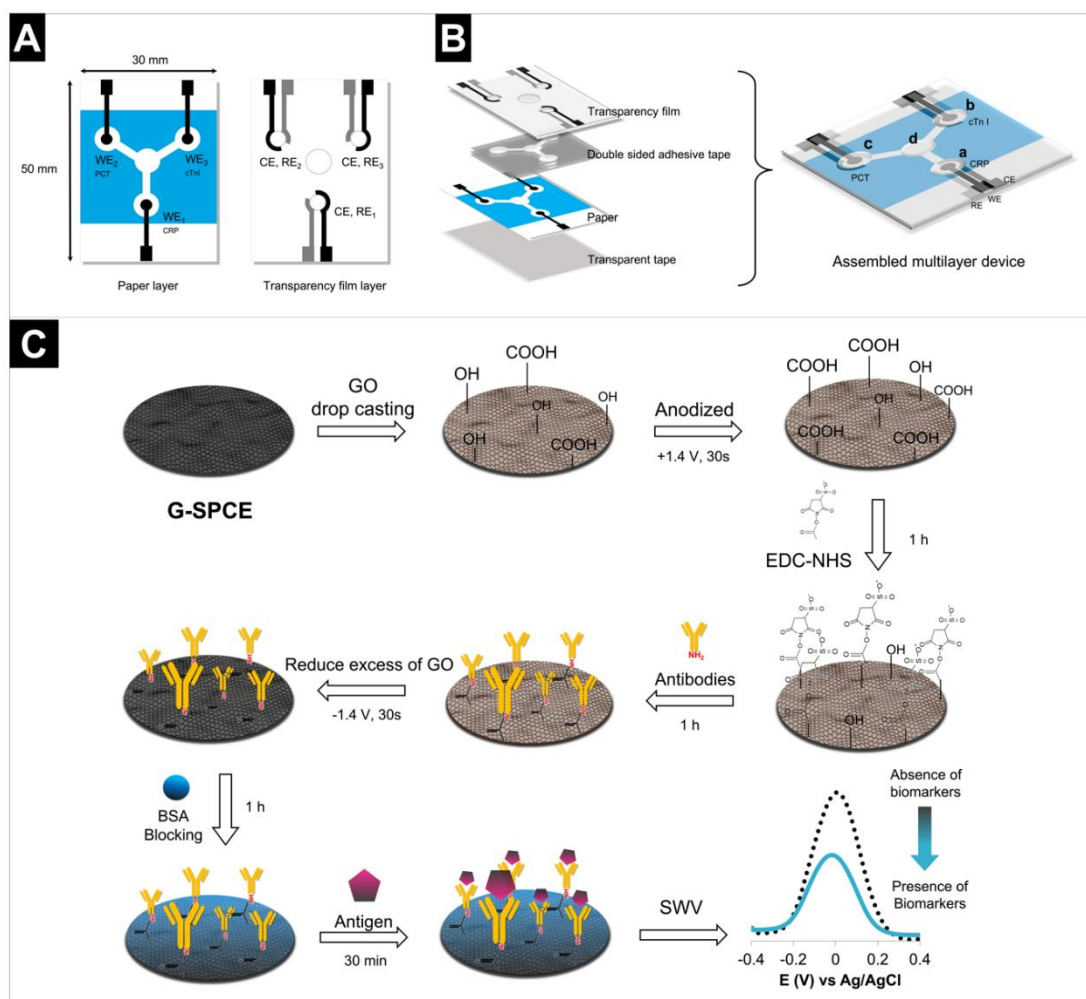 A
30 mm
50 mm
WE2
PCT
WE3
cTnI
WE1
CRP
Paper layer
CE, RE2
CE, RE3
CE, RE1
Transparency film layer
B
Transparency film
Double sided adhesive tape
Paper
Transparent tape
b
cTn I
c
d
a
CRP
PCT
CE
WE
RE
Assembled multilayer device
C
G-SPCE
GO
drop casting
COOH
OH
OH
OH
OH
COOH
Anodized
+1.4 V, 30s
COOH
COOH
OH
COOH
OH
COOH
COOH
EDC-NHS
1 h
OH
OH
NH2
Antibodies
1 h
Reduce excess of GO
-1.4 V, 30s
BSA
Blocking
1 h
Antigen
30 min
SWV
Absence of
biomarkers
Presence of
Biomarkers
-0.4 -0.2 0 0.2 0.4
E (V) vs Ag/AgCl